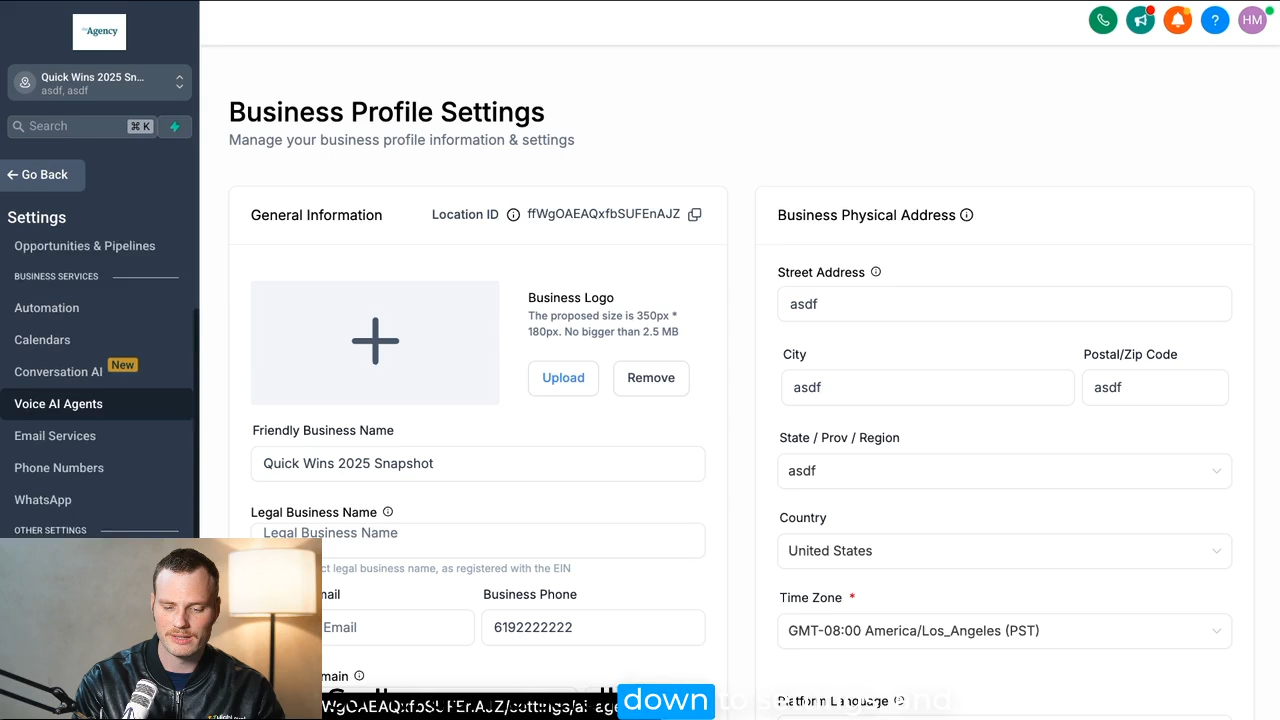 Agency
HM
Quick Wins 2025 Sn...
asdf, asdf
Search
⌘ K
Go Back
Settings
Opportunities & Pipelines
BUSINESS SERVICES
Automation
Calendars
Conversation AI New
Voice AI Agents
Email Services
Phone Numbers
WhatsApp
OTHER SETTINGS
Business Profile Settings
Manage your business profile information & settings
General Information
Location ID
ffWgOAEAQxfbSUFEnAJZ
Business Logo
The proposed size is 350px *
180px. No bigger than 2.5 MB
Upload
Remove
Friendly Business Name
Quick Wins 2025 Snapshot
Legal Business Name
Legal Business Name
legal business name, as registered with the EIN
Business Phone
Email
6192222222
Business Physical Address
Street Address
asdf
City
Postal/Zip Code
asdf
asdf
State / Prov / Region
asdf
Country
United States
Time Zone *
GMT-08:00 America/Los_Angeles (PST)
Platform Language
down to